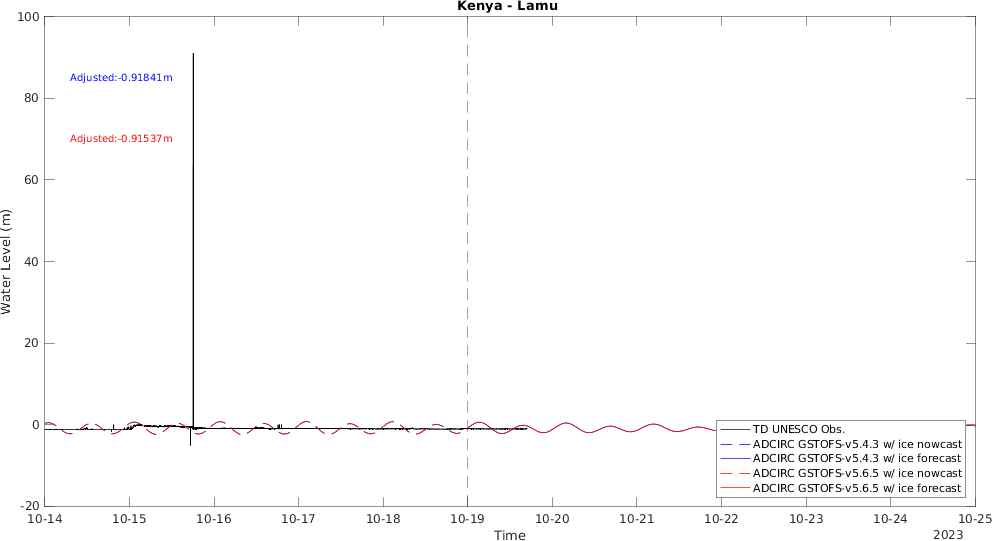 Kenya - Lamu
100
80
60
40
20
0
-20
Water Level (m)
Adjusted:-0.91841m
Adjusted:-0.91537m
TD UNESCO Obs.
ADCIRC GSTOFS-v5.4.3 w/ ice nowcast
ADCIRC GSTOFS-v5.4.3 w/ ice forecast
ADCIRC GSTOFS-v5.6.5 w/ ice nowcast
ADCIRC GSTOFS-v5.6.5 w/ ice forecast
10-14 10-15 10-16 10-17 10-18 10-19 10-20 10-21 10-22 10-23 10-24 10-25
Time
2023